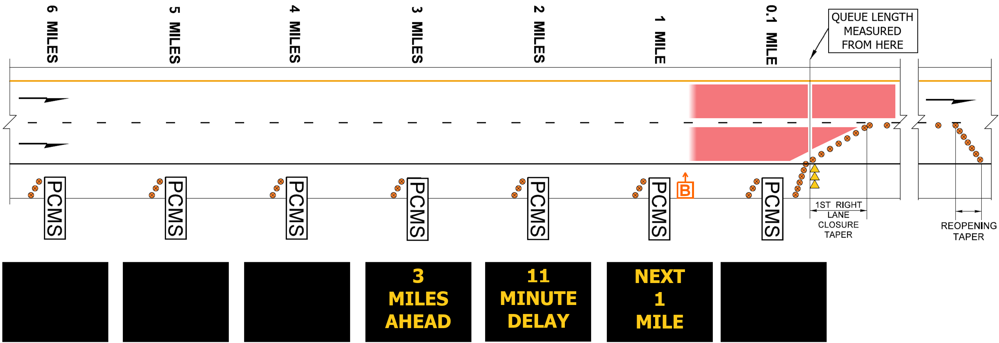 6 MILES
5 MILES
4 MILES
3 MILES
2 MILES
1 MILE
0.1 MILE
QUEUE LENGTH
MEASURED
FROM HERE
B
PCMS
PCMS
PCMS
PCMS
PCMS
PCMS
PCMS
1ST RIGHT
LANE
CLOSURE
TAPER
REOPENING
TAPER
3
MILES
AHEAD
11
MINUTE
DELAY
NEXT
1
MILE